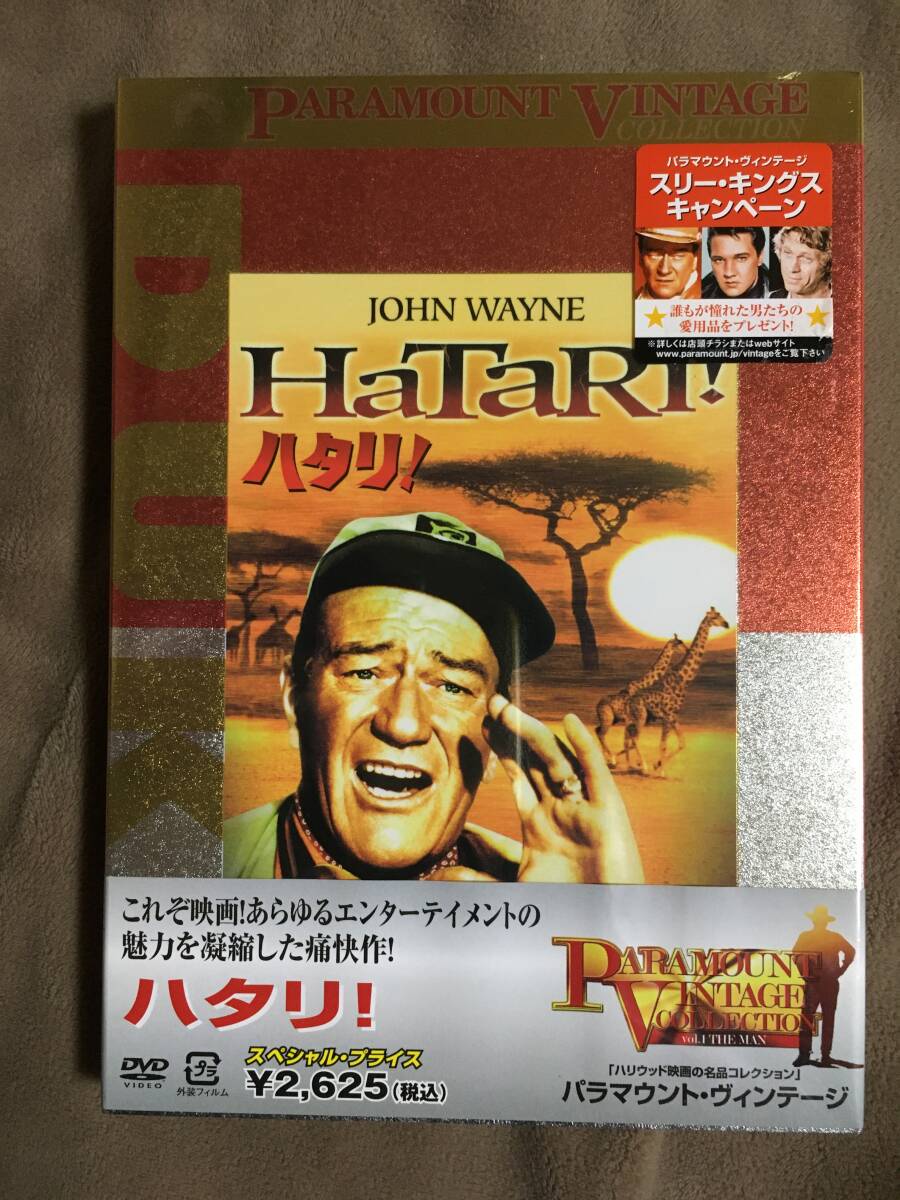 PARAMOUNT VINTAGE
COLLECTION
DUKE
パラマウント・ヴィンテージ
スリー・キングス
キャンペーン
誰もが憧れた男たちの
愛用品をプレゼント!
※詳しくは店頭チラシまたはwebサイト
www.paramount.jp/vintageをご覧下さい
JOHN WAYNE
HaTaRi!
ハタリ!
これぞ映画!あらゆるエンターテイメントの
魅力を凝縮した痛快作!
ハタリ!
PARAMOUNT
VINTAGE
COLLECTION
vol.1 THE MAN
DVD
VIDEO
プラ
外装フィルム
スペシャル・プライス
¥2,625(税込)
「ハリウッド映画の名品コレクション」
パラマウント・ヴィンテージ